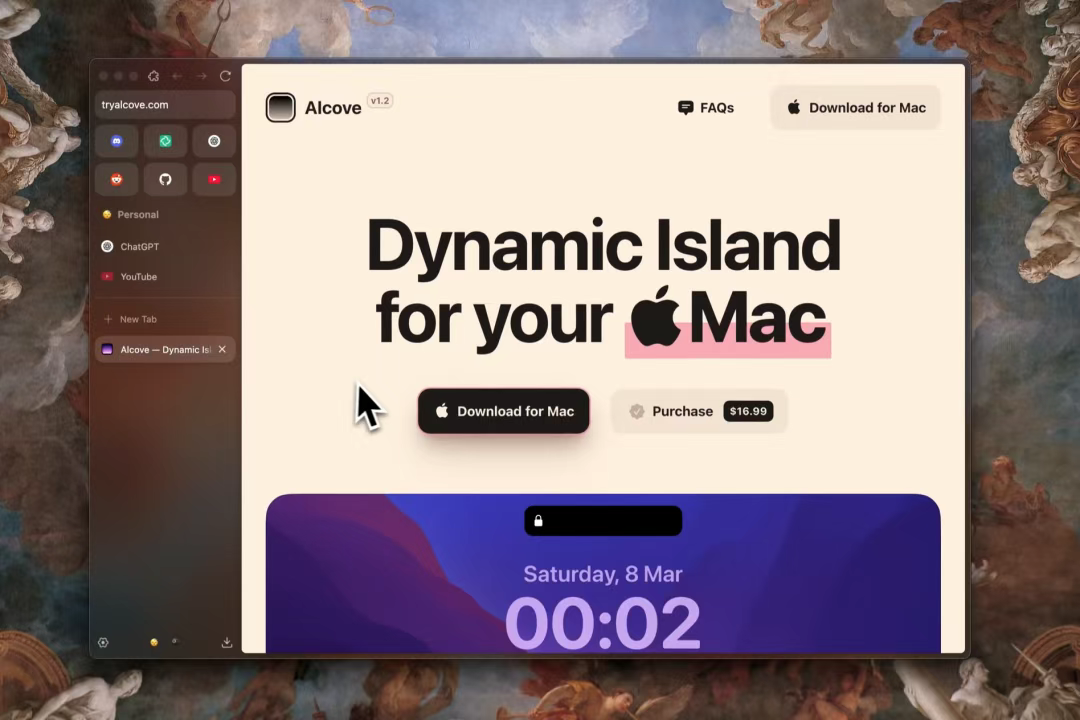 tryalcove.com
Personal
ChatGPT
YouTube
New Tab
Alcove — Dynamic Isl
Alcove v1.2
FAQs
Download for Mac
Dynamic Island
for your Mac
Download for Mac
Purchase $16.99
Saturday, 8 Mar
00:02